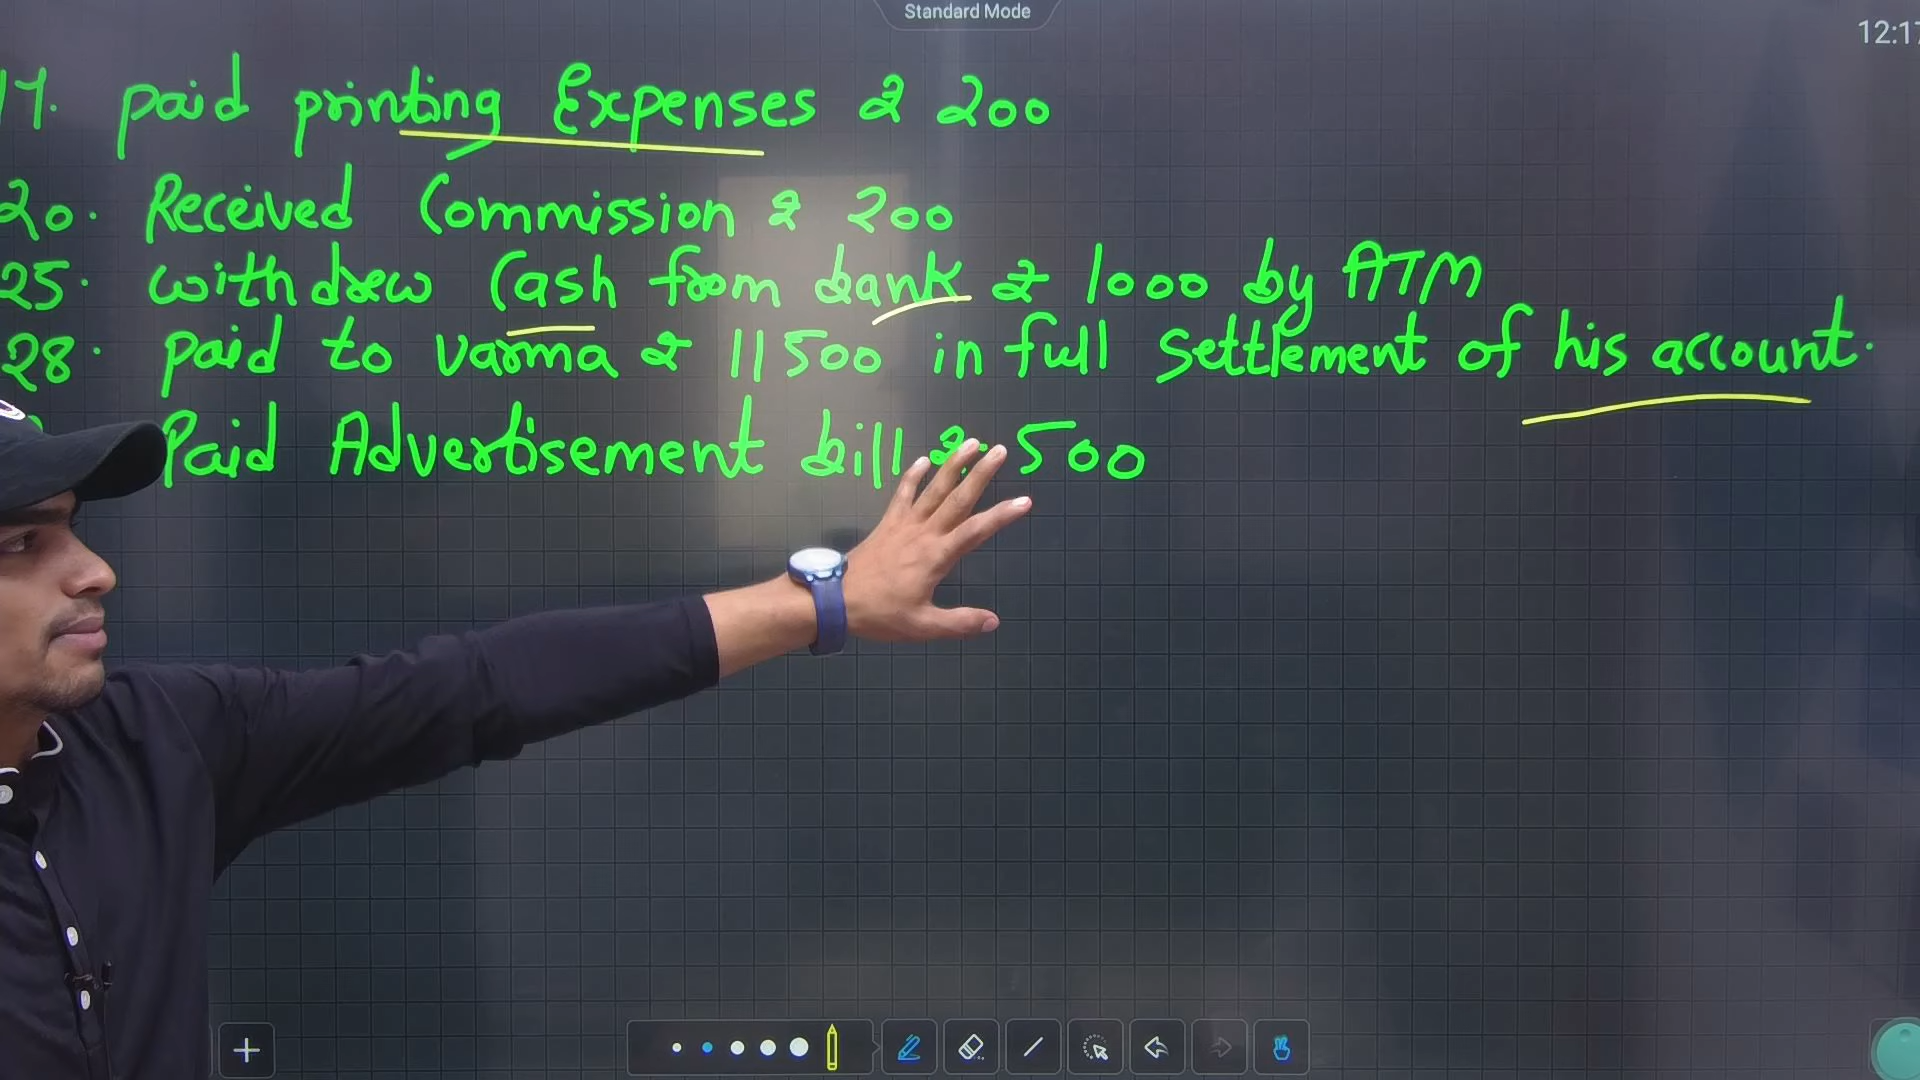 Standard Mode
12:17
17. paid printing Expenses ₹ 200
20. Received Commission ₹ 200
25. withdrew Cash from bank ₹ 1000 by ATM
28. paid to varma ₹ 11500 in full settlement of his account.
Paid Advertisement bill ₹ 500